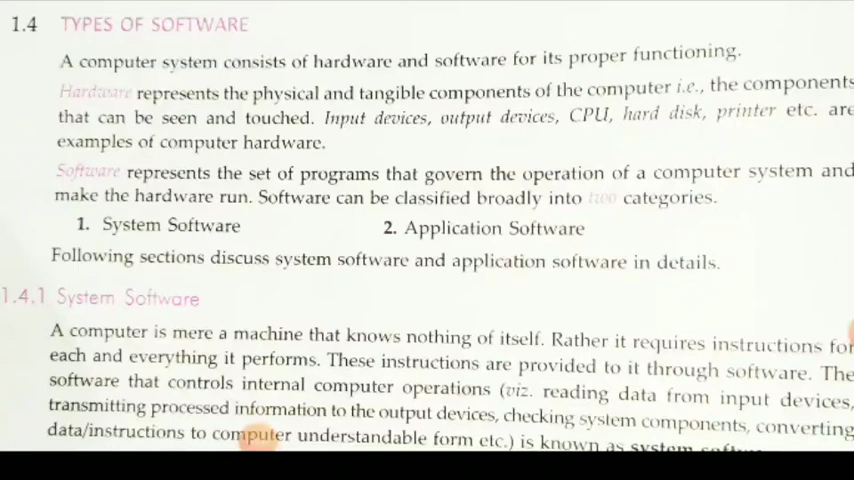 1.4 TYPES OF SOFTWARE
A computer system consists of hardware and software for its proper functioning.
Hardware represents the physical and tangible components of the computer i.e., the components
that can be seen and touched. Input devices, output devices, CPU, hard disk, printer etc. are
examples of computer hardware.
Software represents the set of programs that govern the operation of a computer system and
make the hardware run. Software can be classified broadly into two categories.
1. System Software 2. Application Software
Following sections discuss system software and application software in details.
1.4.1 System Software
A computer is mere a machine that knows nothing of itself. Rather it requires instructions for
each and everything it performs. These instructions are provided to it through software. The
software that controls internal computer operations (viz. reading data from input devices,
transmitting processed information to the output devices, checking system components, converting
data/instructions to computer understandable form etc.) is known as system